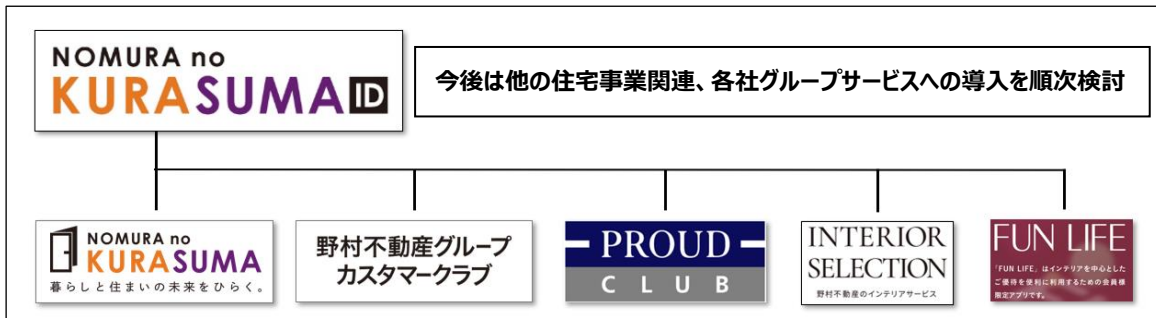 NOMURA no
KURASUMA ID
今後は他の住宅事業関連、各社グループサービスへの導入を順次検討
NOMURA no
KURASUMA
暮らしと住まいの未来をひらく。
野村不動産グループ
カスタマークラブ
PROUD
CLUB
INTERIOR
SELECTION
野村不動産のインテリアサービス
FUN LIFE
「FUN LIFE」はインテリアを中心とした
ご優待を便利に利用するための会員様
限定アプリです。